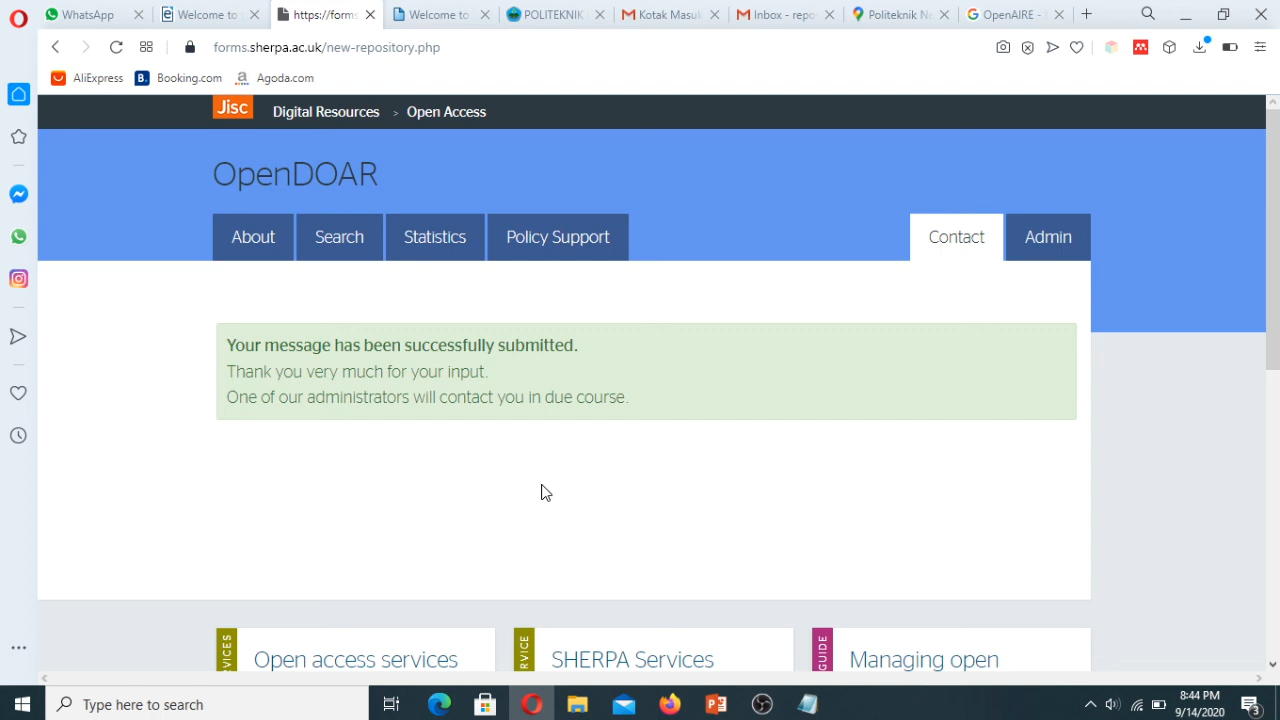 WhatsApp
Welcome to
https://forms
Welcome to
POLITEKNIK
Kotak Masu
Inbox - repo
Politeknik Ne
OpenAIRE -
forms.sherpa.ac.uk/new-repository.php
AliExpress
Booking.com
Agoda.com
Jisc
Digital Resources > Open Access
OpenDOAR
About
Search
Statistics
Policy Support
Contact
Admin
Your message has been successfully submitted.
Thank you very much for your input.
One of our administrators will contact you in due course.
VICES
Open access services
RVICE
SHERPA Services
GUIDE
Managing open
Type here to search
8:44 PM
9/14/2020
3